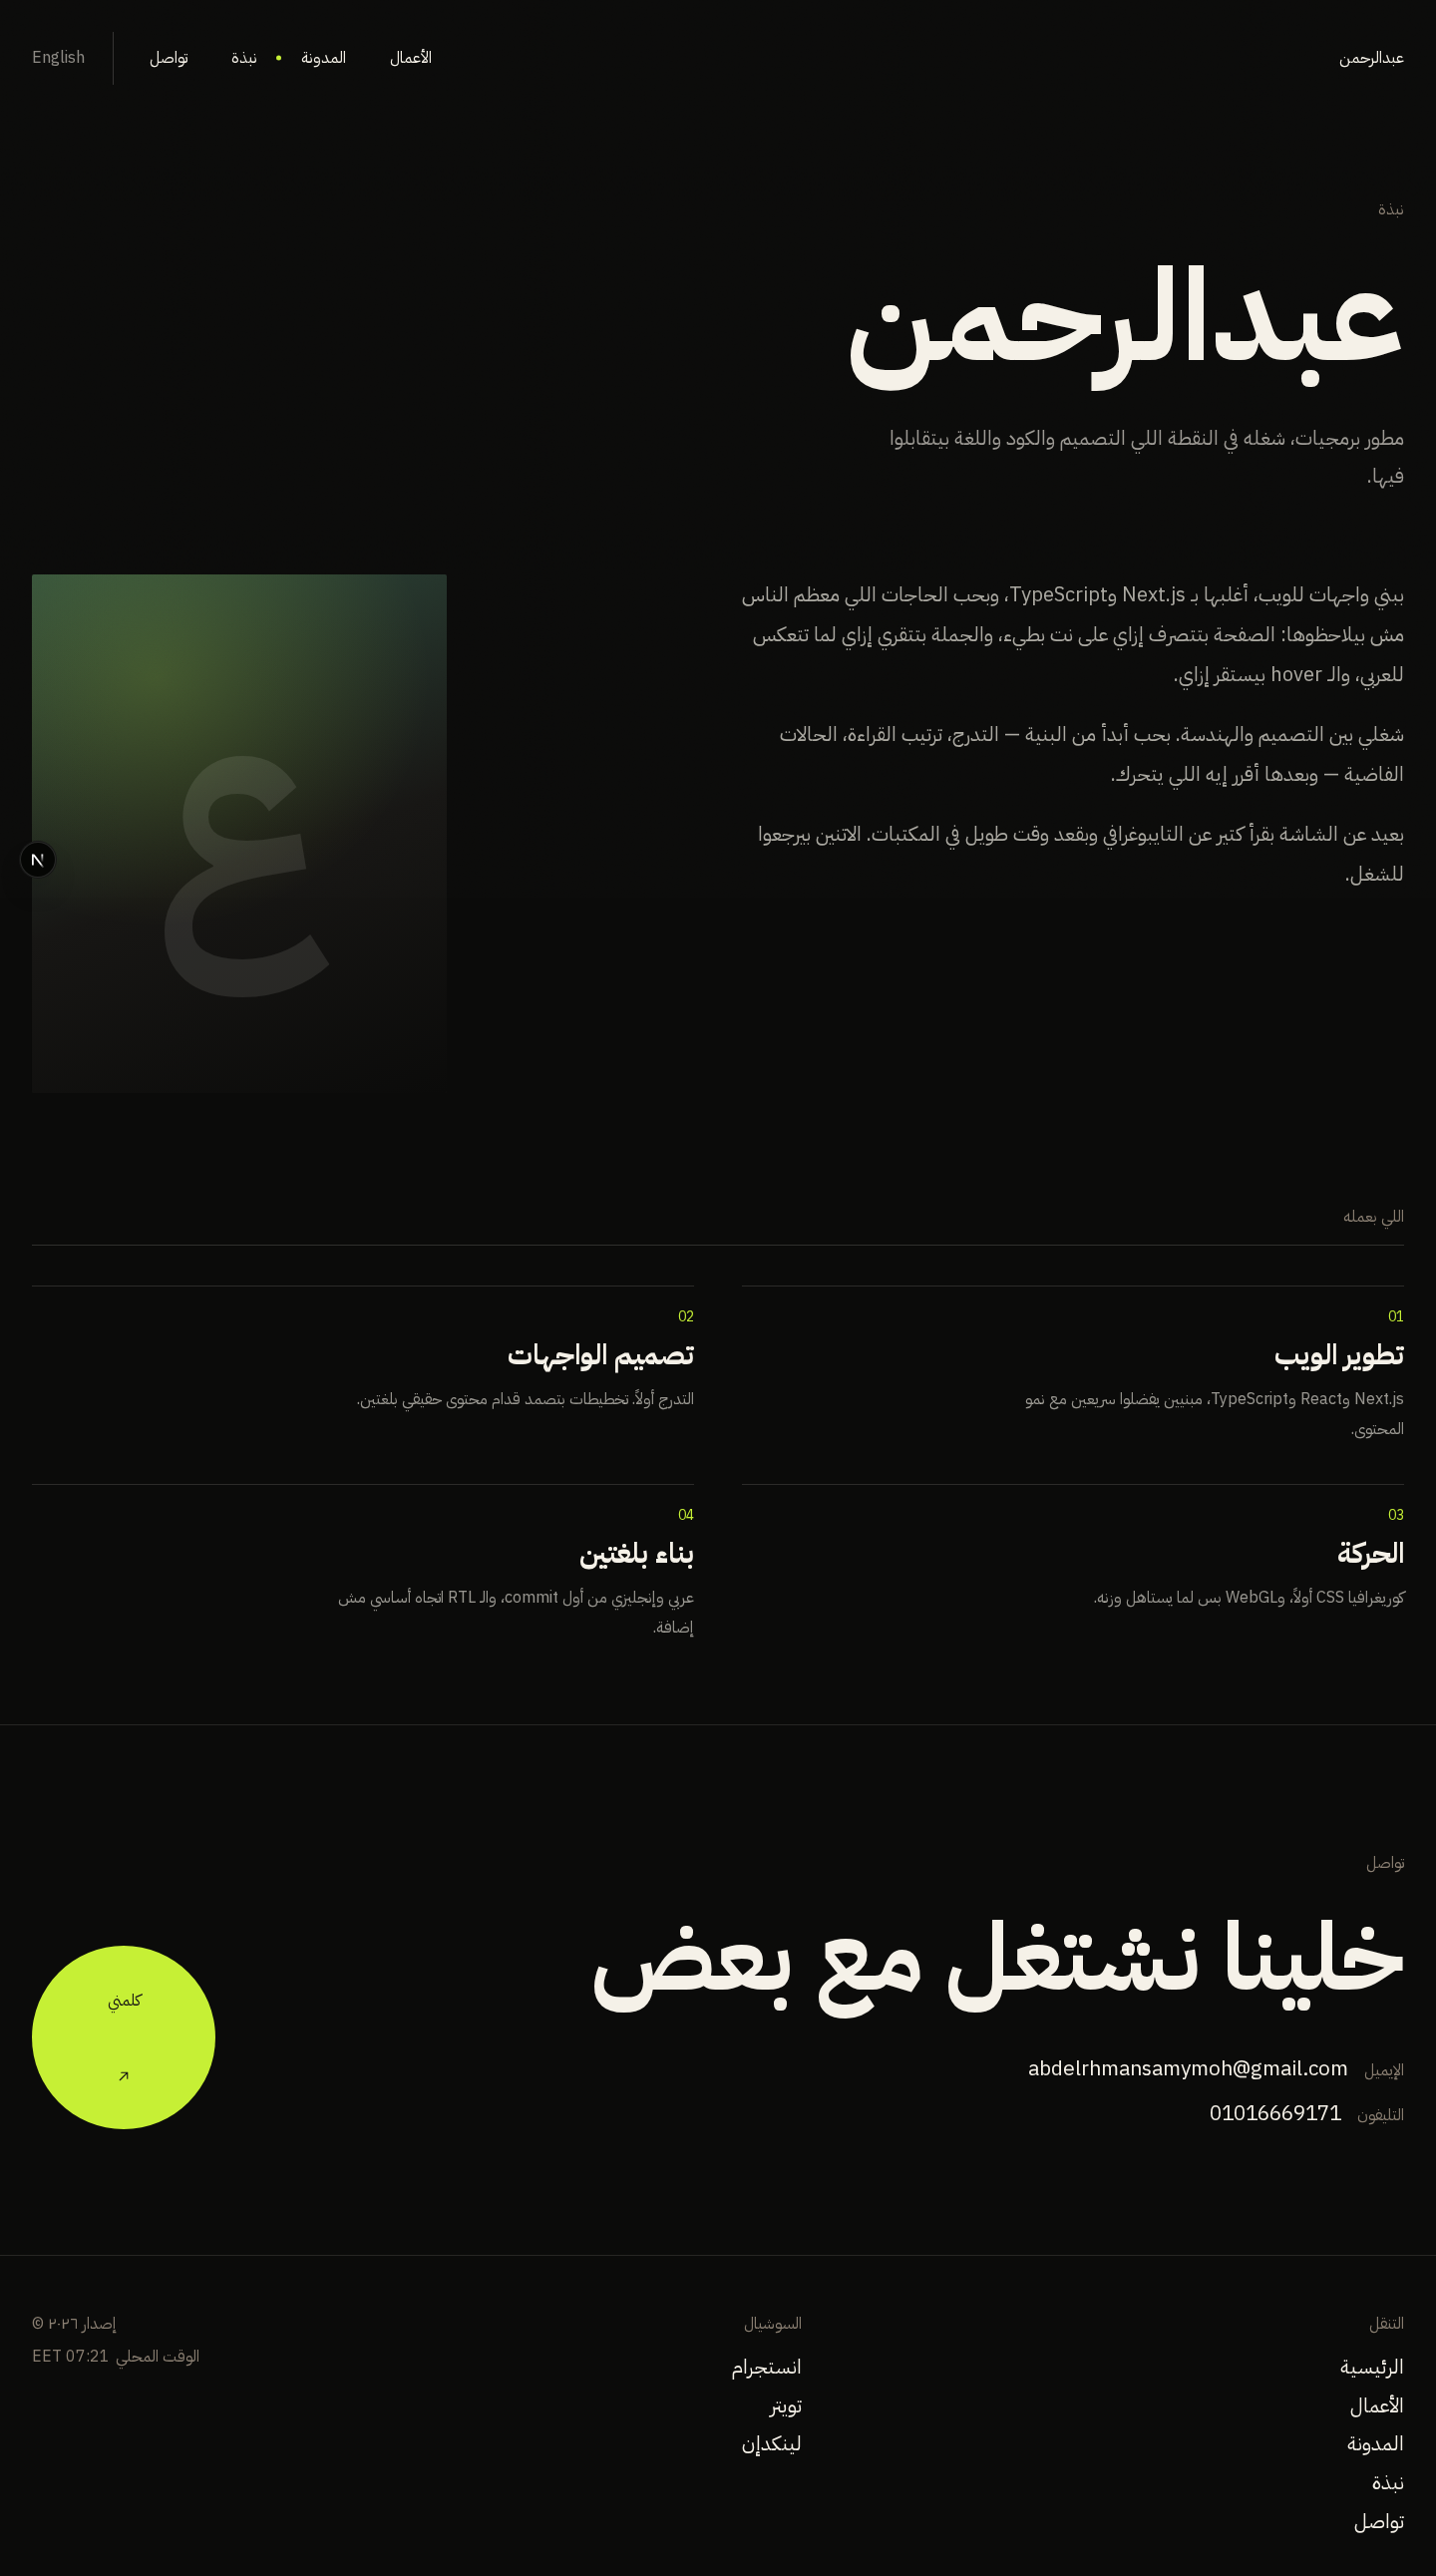 عبدالرحمن
الأعمال
المدونة
نبذة
تواصل
English
نبذة
عبدالرحمن
مطور برمجيات، شغله في النقطة اللي التصميم والكود واللغة بيتقابلوا
فيها.
ببني واجهات للويب، أغلبها بـ Next.js وTypeScript، وبحب الحاجات اللي معظم الناس
مش بيلاحظوها: الصفحة بتتصرف إزاي على نت بطيء، والجملة بتتقري إزاي لما تتعكس
للعربي، والـ hover بيستقر إزاي.
شغلي بين التصميم والهندسة. بحب أبدأ من البنية — التدرج، ترتيب القراءة، الحالات
الفاضية — وبعدها أقرر إيه اللي يتحرك.
بعيد عن الشاشة بقرأ كتير عن التايبوغرافي وبقعد وقت طويل في المكتبات. الاتنين بيرجعوا
للشغل.
ع
N
اللي بعمله
01
تطوير الويب
Next.js وReact وTypeScript، مبنيين يفضلوا سريعين مع نمو
المحتوى.
02
تصميم الواجهات
التدرج أولاً. تخطيطات بتصمد قدام محتوى حقيقي بلغتين.
03
الحركة
كوريغرافيا CSS أولاً، وWebGL بس لما يستاهل وزنه.
04
بناء بلغتين
عربي وإنجليزي من أول commit، والـ RTL اتجاه أساسي مش
إضافة.
تواصل
خلينا نشتغل مع بعض
الإيميل abdelrhmansamymoh@gmail.com
التليفون 01016669171
كلمني
↗
التنقل
الرئيسية
الأعمال
المدونة
نبذة
تواصل
السوشيال
انستجرام
تويتر
لينكدإن
إصدار ٢٠٢٦ ©
الوقت المحلي 07:21 EET